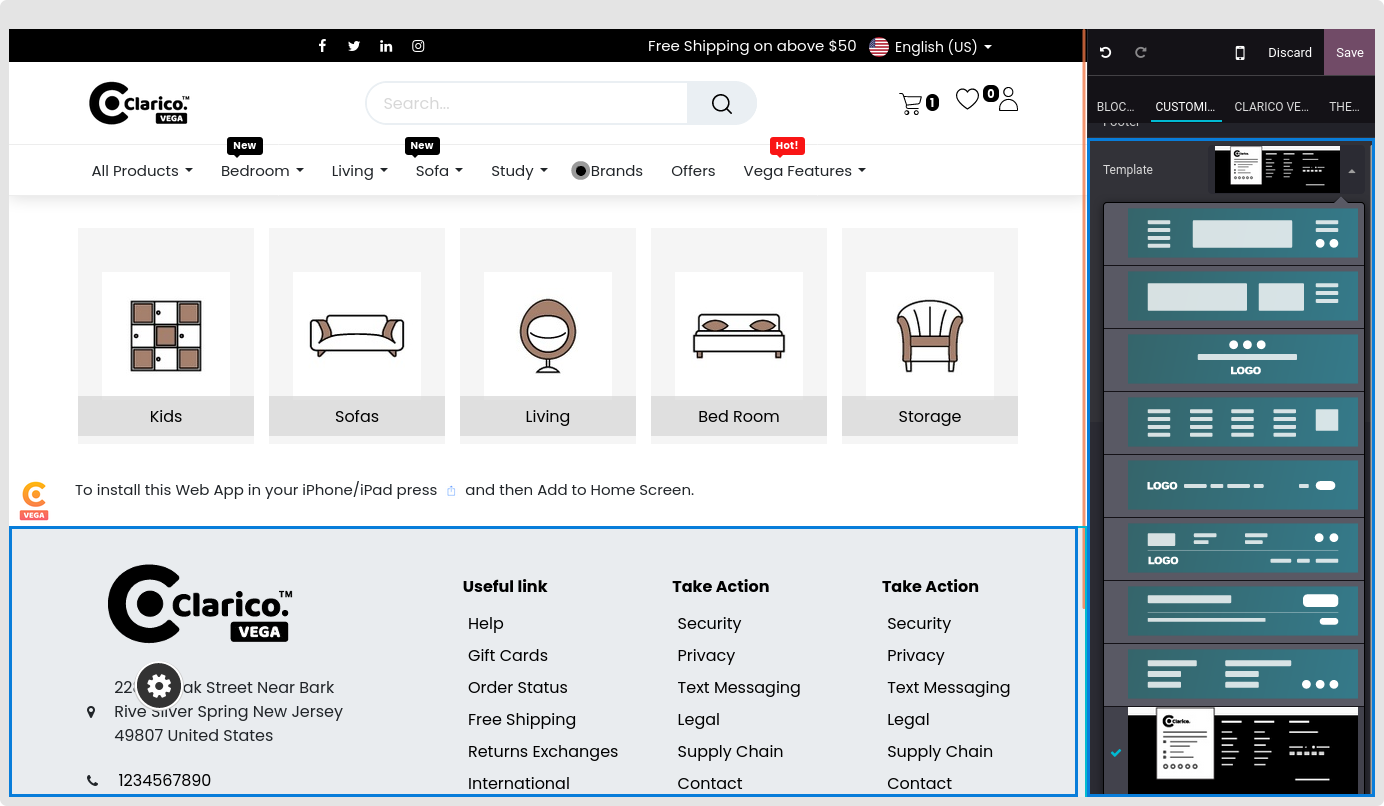 Free Shipping on above $50
English (US)
Discard
Save
Clarico.™
VEGA
Search...
1
0
BLOC...
CUSTOMI...
CLARICO VE...
THE...
Footer
New
New
Hot!
All Products
Bedroom
Living
Sofa
Study
Brands
Offers
Vega Features
Template
Clarico.
Kids
Sofas
Living
Bed Room
Storage
LOGO
LOGO
LOGO
To install this Web App in your iPhone/iPad press
and then Add to Home Screen.
VEGA
Clarico.™
VEGA
Useful link
Take Action
Take Action
Help
Security
Security
Gift Cards
Privacy
Privacy
Order Status
Text Messaging
Text Messaging
Free Shipping
Legal
Legal
Returns Exchanges
Supply Chain
Supply Chain
International
Contact
Contact
ak Street Near Bark
Rive Silver Spring New Jersey
49807 United States
1234567890
Clarico.